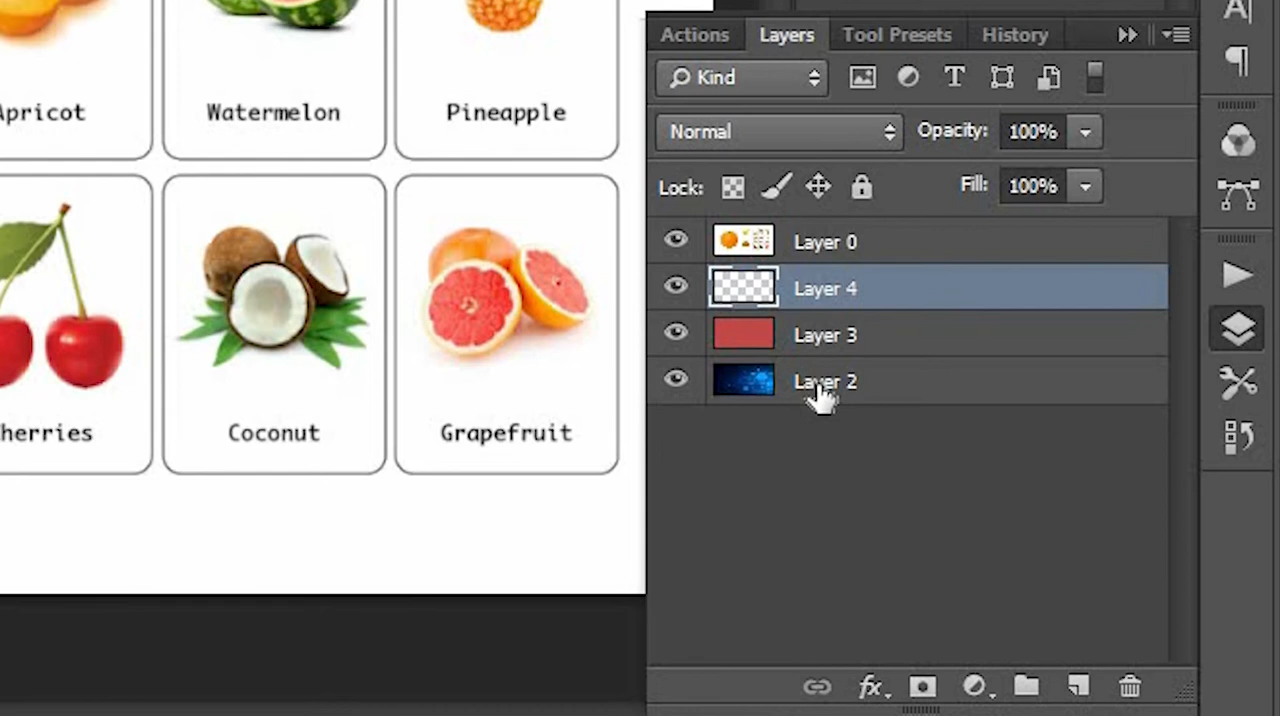 Actions Layers Tool Presets History
Kind
Normal Opacity: 100%
Lock: Fill: 100%
Layer 0
Layer 4
Layer 3
Layer 2
Apricot Watermelon Pineapple
herries Coconut Grapefruit